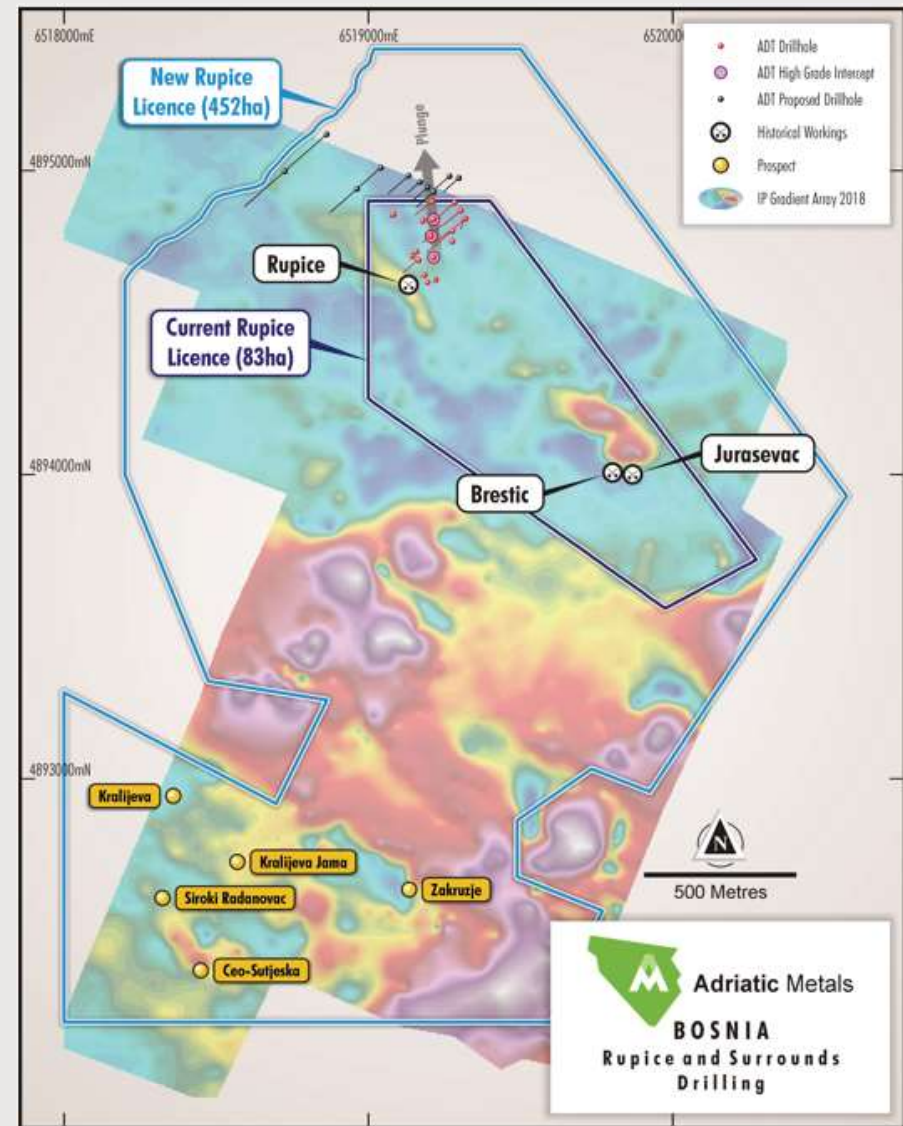 6518000mE
6519000mE
6520000
4895000mN
4894000mN
4893000mN
New Rupice
Licence (452ha)
Plunge
ADT Drillhole
ADT High Grade Intercept
ADT Proposed Drillhole
Historical Workings
Prospect
IP Gradient Array 2018
Rupice
Current Rupice
Licence (83ha)
Jurasevac
Brestic
Kralijeva
Kralijeva Jama
Siroki Radanovac
Zakruzje
Ceo-Sutjeska
N
500 Metres
Adriatic Metals
BOSNIA
Rupice and Surrounds
Drilling